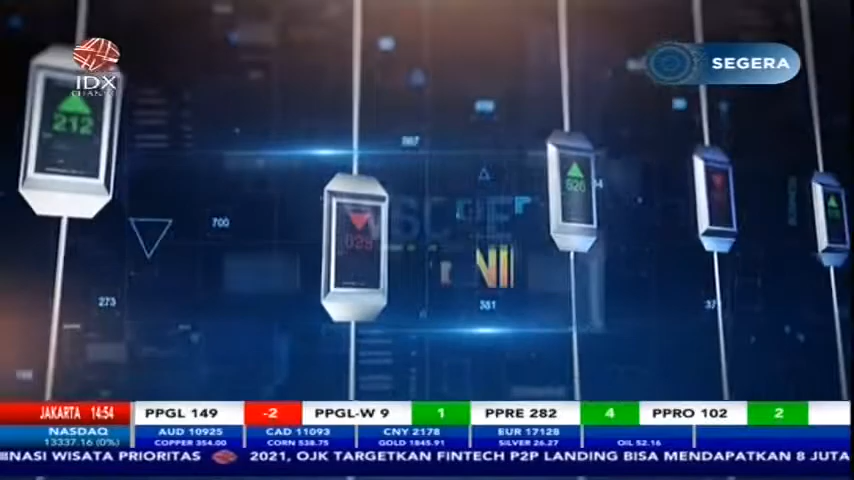 IDX
CHANNEL
SEGERA
212
867
626
700
629
273
381
JAKARTA 14:54
PPGL 149 -2 PPGL-W 9 1 PPRE 282 4 PPRO 102 2
NASDAQ
13337.16 (0%)
AUD 10925 CAD 11093 CNY 2178 EUR 17128
COPPER 354.00 CORN 538.75 GOLD 1845.91 SILVER 26.27 OIL 52.16
INASI WISATA PRIORITAS 2021, OJK TARGETKAN FINTECH P2P LANDING BISA MENDAPATKAN 8 JUTA